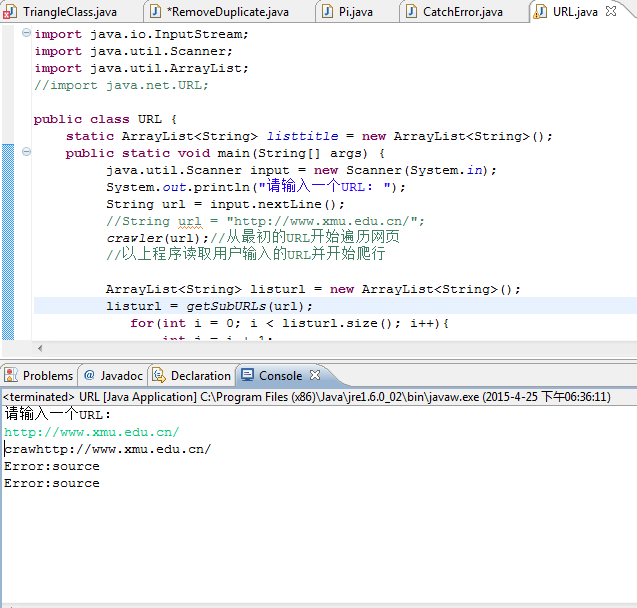 TriangleClass.java *RemoveDuplicate.java Pi.java CatchError.java URL.java
import java.io.InputStream;
import java.util.Scanner;
import java.util.ArrayList;
//import java.net.URL;
public class URL {
static ArrayList<String> listtitle = new ArrayList<String>();
public static void main(String[] args) {
java.util.Scanner input = new Scanner(System.in);
System.out.println("请输入一个URL: ");
String url = input.nextLine();
//String url = "http://www.xmu.edu.cn/";
crawler(url);//从最初的URL开始遍历网页
//以上程序读取用户输入的URL并开始爬行
ArrayList<String> listurl = new ArrayList<String>();
listurl = getSubURLs(url);
for(int i = 0; i < listurl.size(); i++){
int j = i + 1;
Problems @ Javadoc Declaration Console
<terminated> URL [Java Application] C:\Program Files (x86)\Java\jre1.6.0_02\bin\javaw.exe (2015-4-25 下午06:36:11)
请输入一个URL:
http://www.xmu.edu.cn/
crawhttp://www.xmu.edu.cn/
Error:source
Error:source